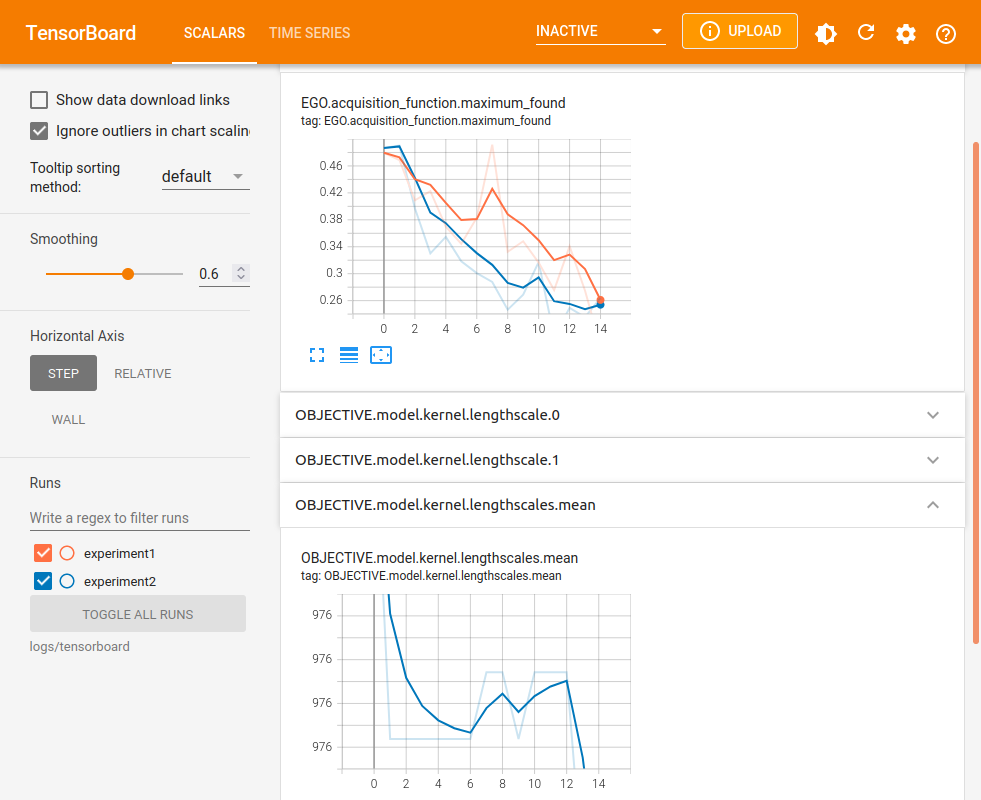 TensorBoard SCALARS TIME SERIES INACTIVE UPLOAD
Show data download links
Ignore outliers in chart scalin
Tooltip sorting
method:
default
Smoothing
0.6
Horizontal Axis
STEP RELATIVE
WALL
Runs
Write a regex to filter runs
experiment1
experiment2
TOGGLE ALL RUNS
logs/tensorboard
EGO.acquisition_function.maximum_found
tag: EGO.acquisition_function.maximum_found
0.46
0.42
0.38
0.34
0.3
0.26
0 2 4 6 8 10 12 14
OBJECTIVE.model.kernel.lengthscale.0
OBJECTIVE.model.kernel.lengthscale.1
OBJECTIVE.model.kernel.lengthscales.mean
OBJECTIVE.model.kernel.lengthscales.mean
tag: OBJECTIVE.model.kernel.lengthscales.mean
976
976
976
976
0 2 4 6 8 10 12 14